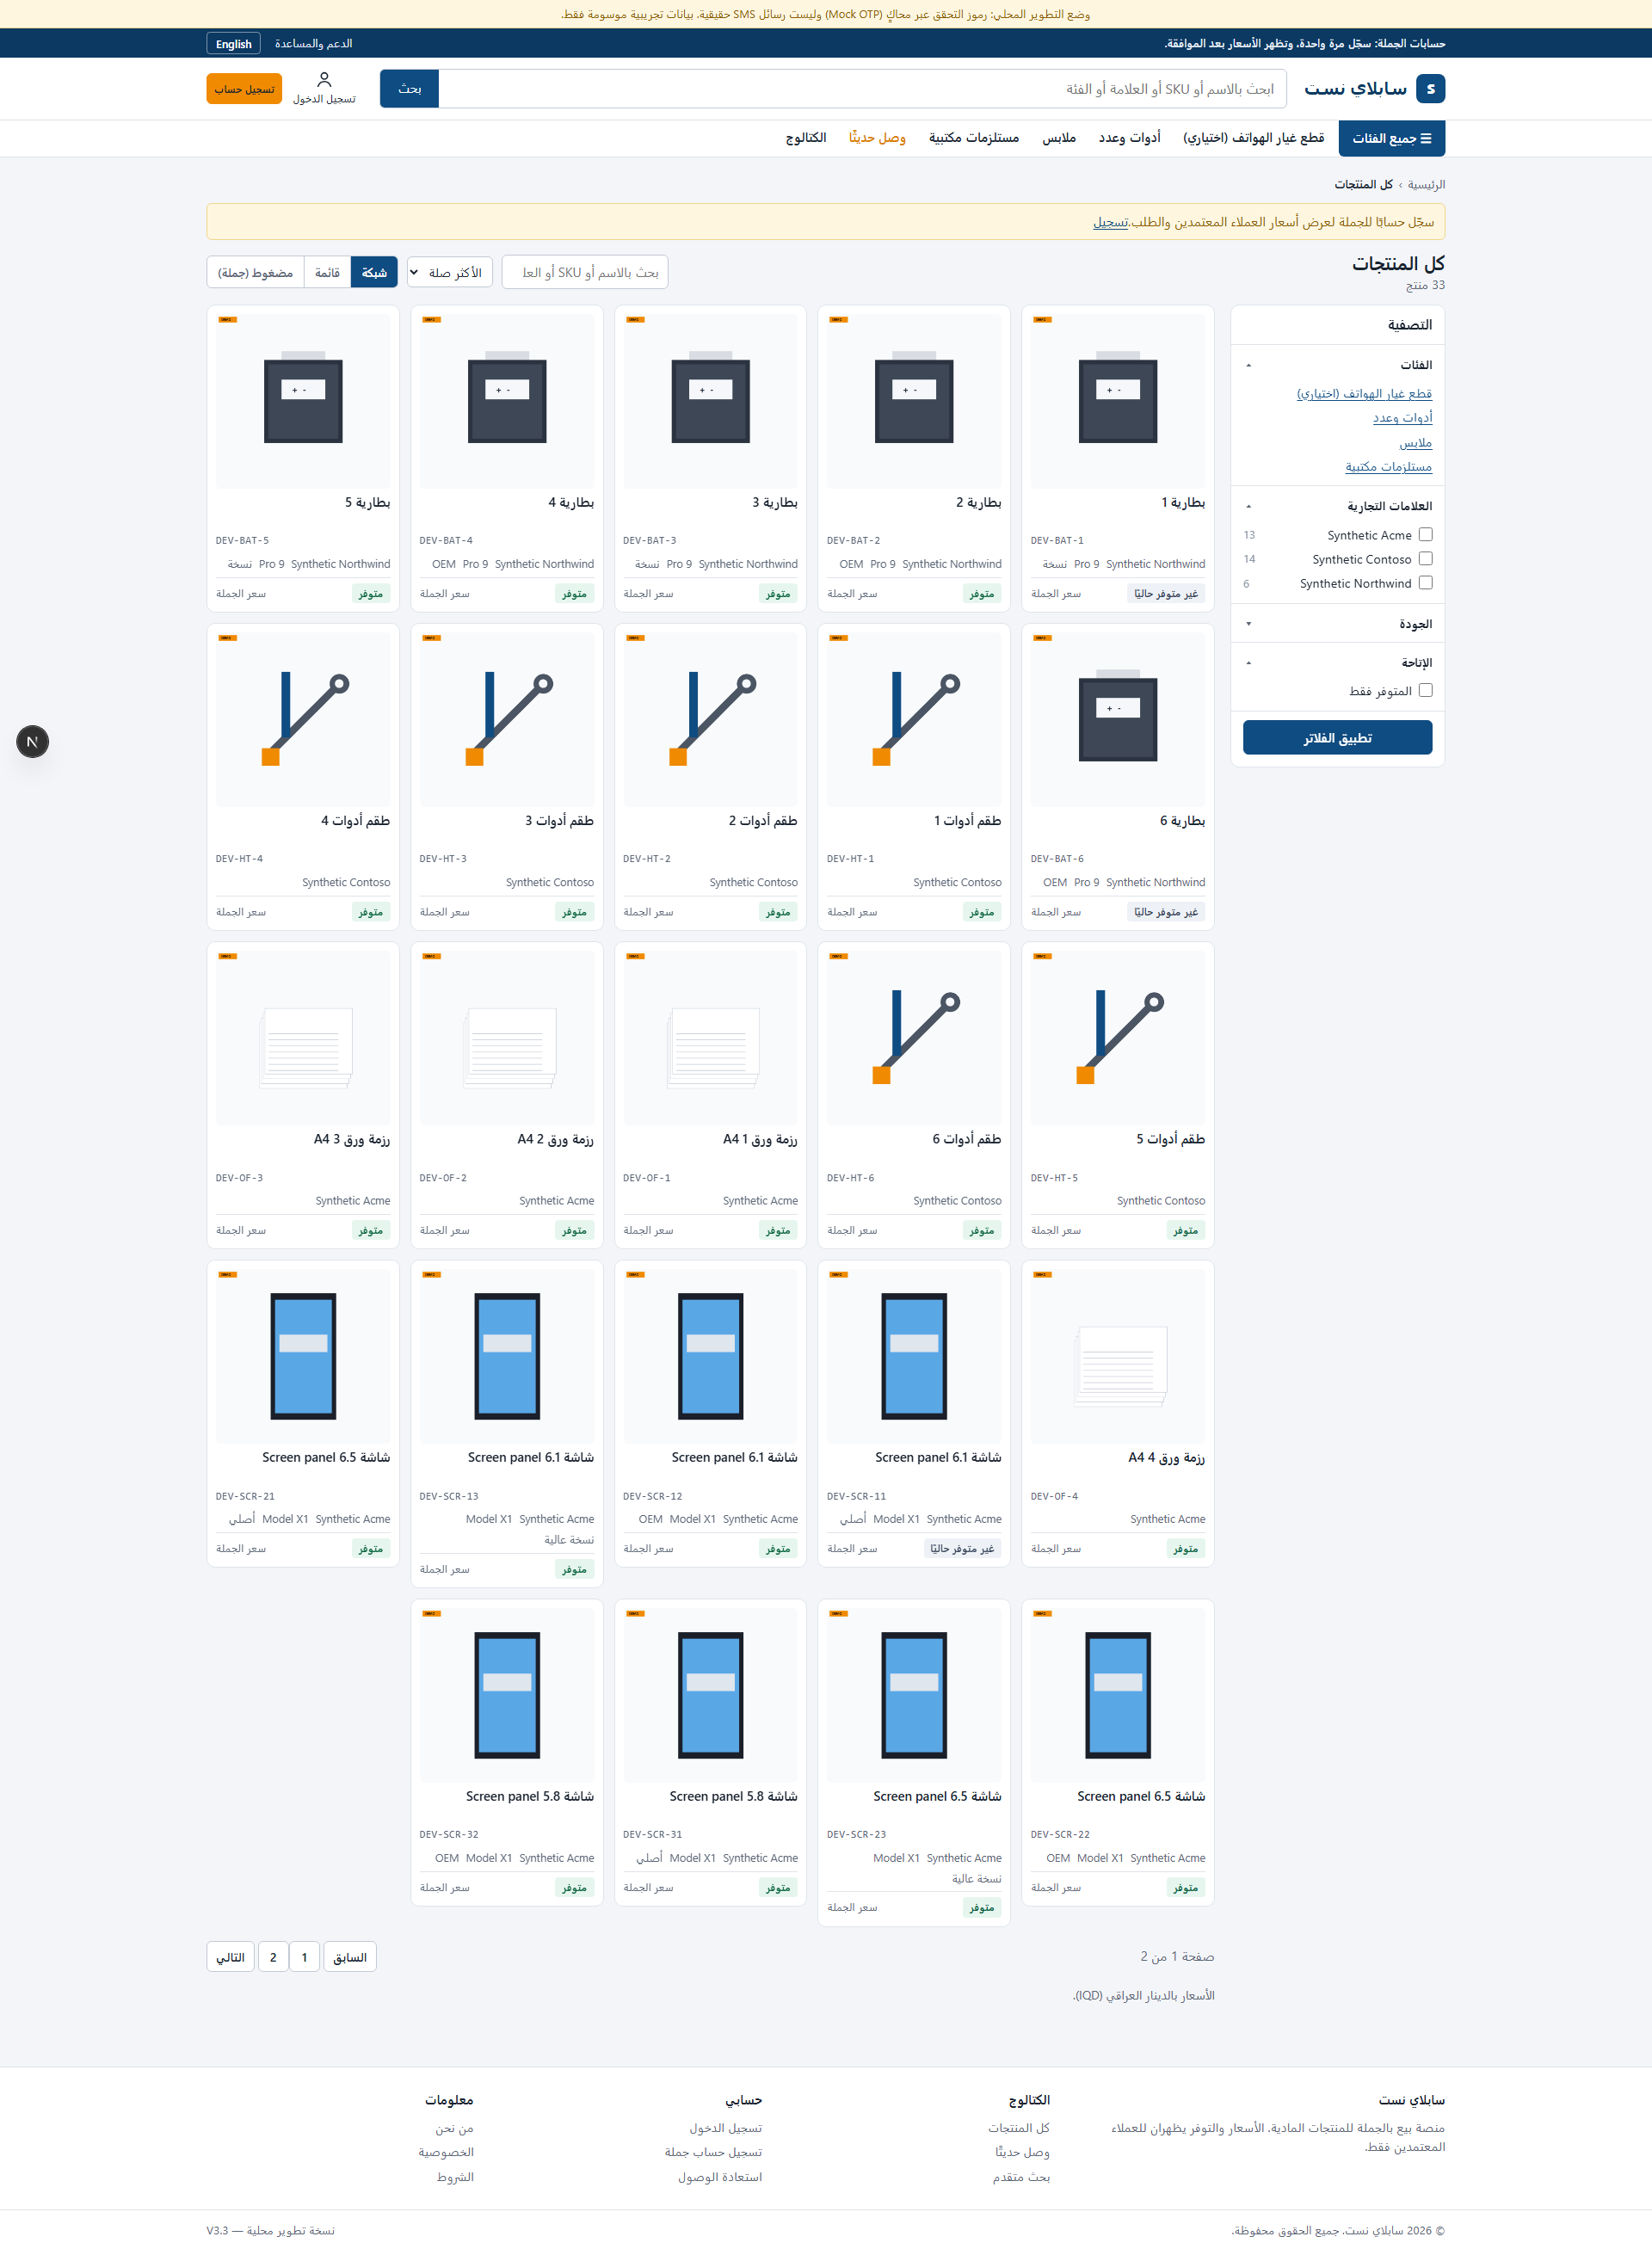 وضع التطوير المحلي: رموز التحقق عبر محاكٍ (Mock OTP) وليست رسائل SMS حقيقية. بيانات تجريبية موسومة فقط.
حسابات الجملة: سجّل مرة واحدة، وتظهر الأسعار بعد الموافقة.
الدعم والمساعدة
English
S سابلاي نست
ابحث بالاسم أو SKU أو العلامة أو الفئة
بحث
تسجيل الدخول
تسجيل حساب
☰ جميع الفئات
قطع غيار الهواتف (اختياري)
أدوات وعدد
ملابس
مستلزمات مكتبية
وصل حديثًا
الكتالوج
الرئيسية › كل المنتجات
سجّل حسابًا للجملة لعرض أسعار العملاء المعتمدين والطلب.تسجيل
كل المنتجات
33 منتج
بحث بالاسم أو SKU أو العا
الأكثر صلة
شبكة
قائمة
مضغوط (جملة)
التصفية
الفئات
قطع غيار الهواتف (اختياري)
أدوات وعدد
ملابس
مستلزمات مكتبية
العلامات التجارية
Synthetic Acme 13
Synthetic Contoso 14
Synthetic Northwind 6
الجودة
الإتاحة
المتوفر فقط
تطبيق الفلاتر
+ -
بطارية 1
DEV-BAT-1
Synthetic Northwind Pro 9 نسخة
غير متوفر حاليًا سعر الجملة
+ -
بطارية 2
DEV-BAT-2
Synthetic Northwind Pro 9 OEM
متوفر سعر الجملة
+ -
بطارية 3
DEV-BAT-3
Synthetic Northwind Pro 9 نسخة
متوفر سعر الجملة
+ -
بطارية 4
DEV-BAT-4
Synthetic Northwind Pro 9 OEM
متوفر سعر الجملة
+ -
بطارية 5
DEV-BAT-5
Synthetic Northwind Pro 9 نسخة
متوفر سعر الجملة
+ -
بطارية 6
DEV-BAT-6
Synthetic Northwind Pro 9 OEM
غير متوفر حاليًا سعر الجملة
طقم أدوات 1
DEV-HT-1
Synthetic Contoso
متوفر سعر الجملة
طقم أدوات 2
DEV-HT-2
Synthetic Contoso
متوفر سعر الجملة
طقم أدوات 3
DEV-HT-3
Synthetic Contoso
متوفر سعر الجملة
طقم أدوات 4
DEV-HT-4
Synthetic Contoso
متوفر سعر الجملة
طقم أدوات 5
DEV-HT-5
Synthetic Contoso
متوفر سعر الجملة
طقم أدوات 6
DEV-HT-6
Synthetic Contoso
متوفر سعر الجملة
رزمة ورق A4 1
DEV-OF-1
Synthetic Acme
متوفر سعر الجملة
رزمة ورق A4 2
DEV-OF-2
Synthetic Acme
متوفر سعر الجملة
رزمة ورق A4 3
DEV-OF-3
Synthetic Acme
متوفر سعر الجملة
رزمة ورق A4 4
DEV-OF-4
Synthetic Acme
متوفر سعر الجملة
شاشة Screen panel 6.1
DEV-SCR-11
Synthetic Acme Model X1 أصلي
غير متوفر حاليًا سعر الجملة
شاشة Screen panel 6.1
DEV-SCR-12
Synthetic Acme Model X1 OEM
متوفر سعر الجملة
شاشة Screen panel 6.1
DEV-SCR-13
Synthetic Acme Model X1
نسخة عالية
متوفر سعر الجملة
شاشة Screen panel 6.5
DEV-SCR-21
Synthetic Acme Model X1 أصلي
متوفر سعر الجملة
شاشة Screen panel 6.5
DEV-SCR-22
Synthetic Acme Model X1 OEM
متوفر سعر الجملة
شاشة Screen panel 6.5
DEV-SCR-23
Synthetic Acme Model X1
نسخة عالية
متوفر سعر الجملة
شاشة Screen panel 5.8
DEV-SCR-31
Synthetic Acme Model X1 أصلي
متوفر سعر الجملة
شاشة Screen panel 5.8
DEV-SCR-32
Synthetic Acme Model X1 OEM
متوفر سعر الجملة
صفحة 1 من 2
السابق
1
2
التالي
الأسعار بالدينار العراقي (IQD).
N
سابلاي نست
منصة بيع بالجملة للمنتجات المادية. الأسعار والتوفر يظهران للعملاء
المعتمدين فقط.
الكتالوج
كل المنتجات
وصل حديثًا
بحث متقدم
حسابي
تسجيل الدخول
تسجيل حساب جملة
استعادة الوصول
معلومات
من نحن
الخصوصية
الشروط
© 2026 سابلاي نست. جميع الحقوق محفوظة.
نسخة تطوير محلية — V3.3